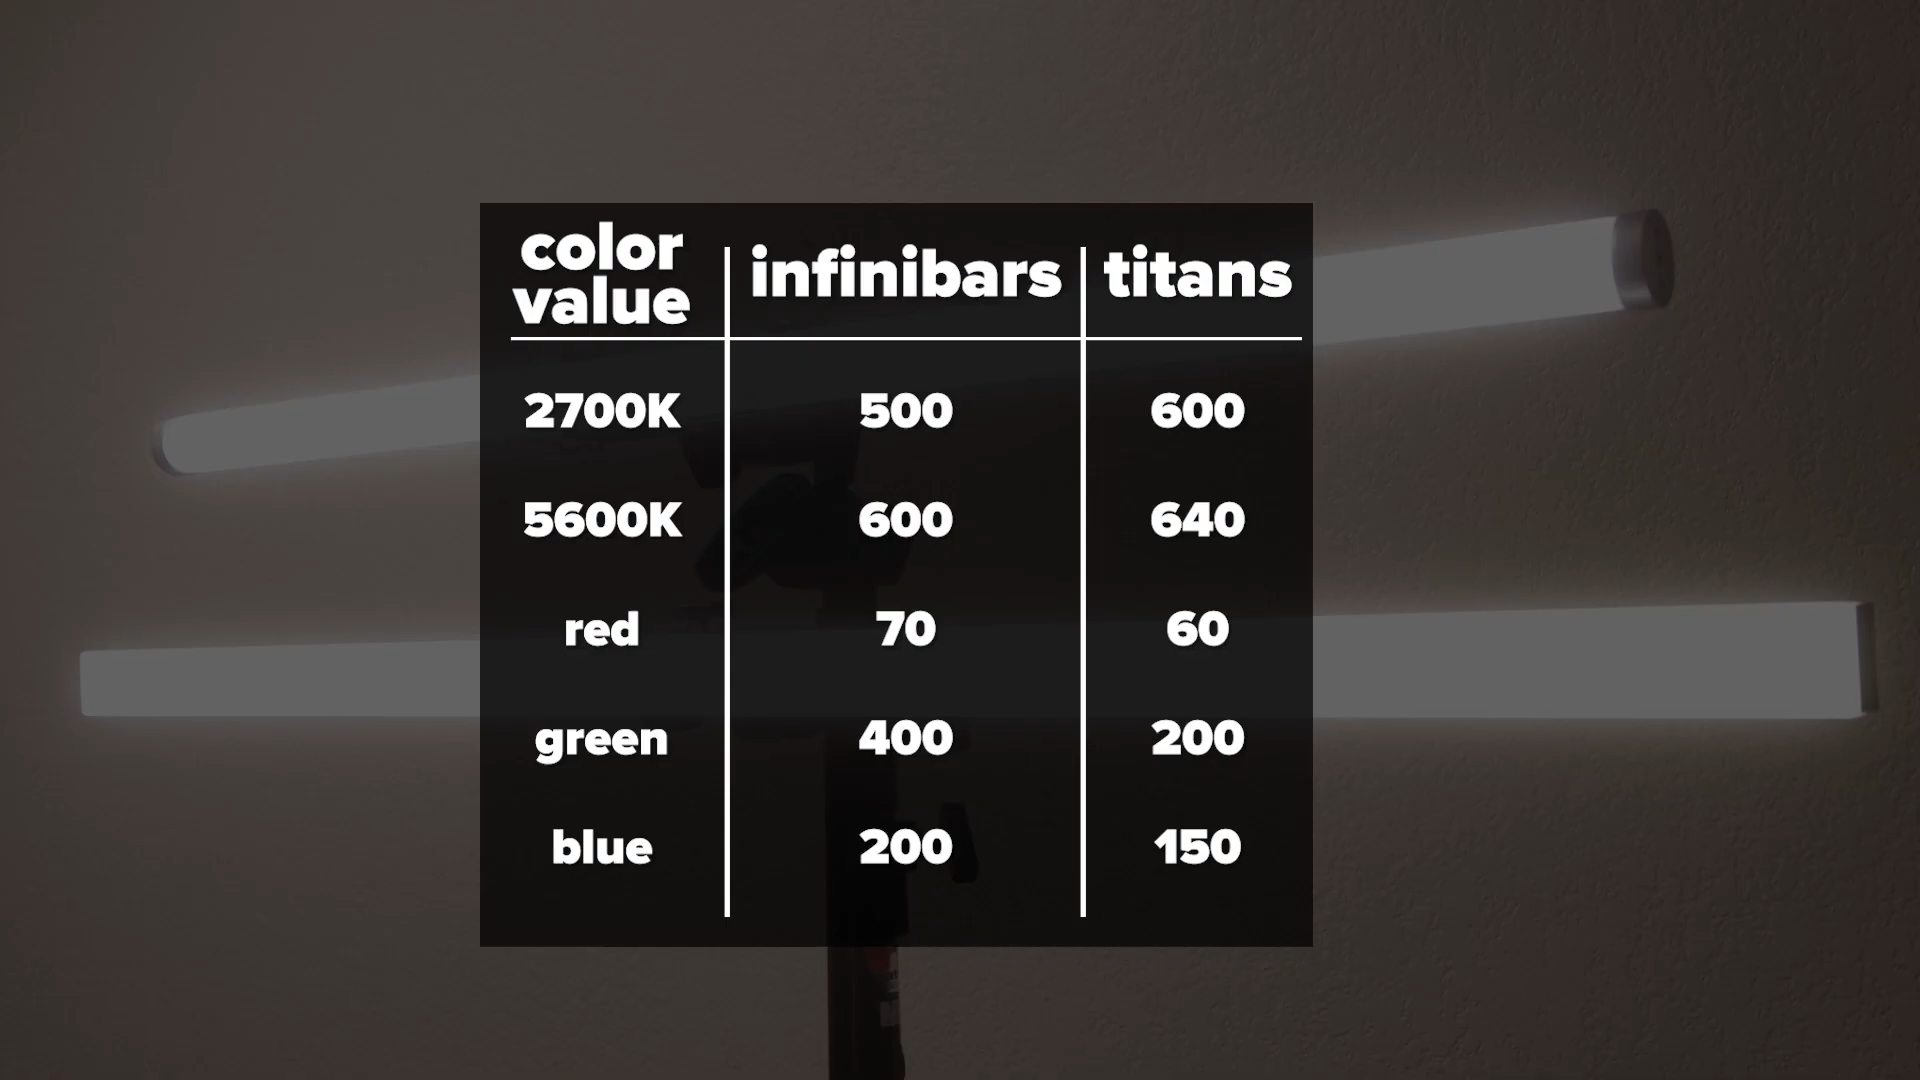 color value infinibars titans
2700K 500 600
5600K 600 640
red 70 60
green 400 200
blue 200 150